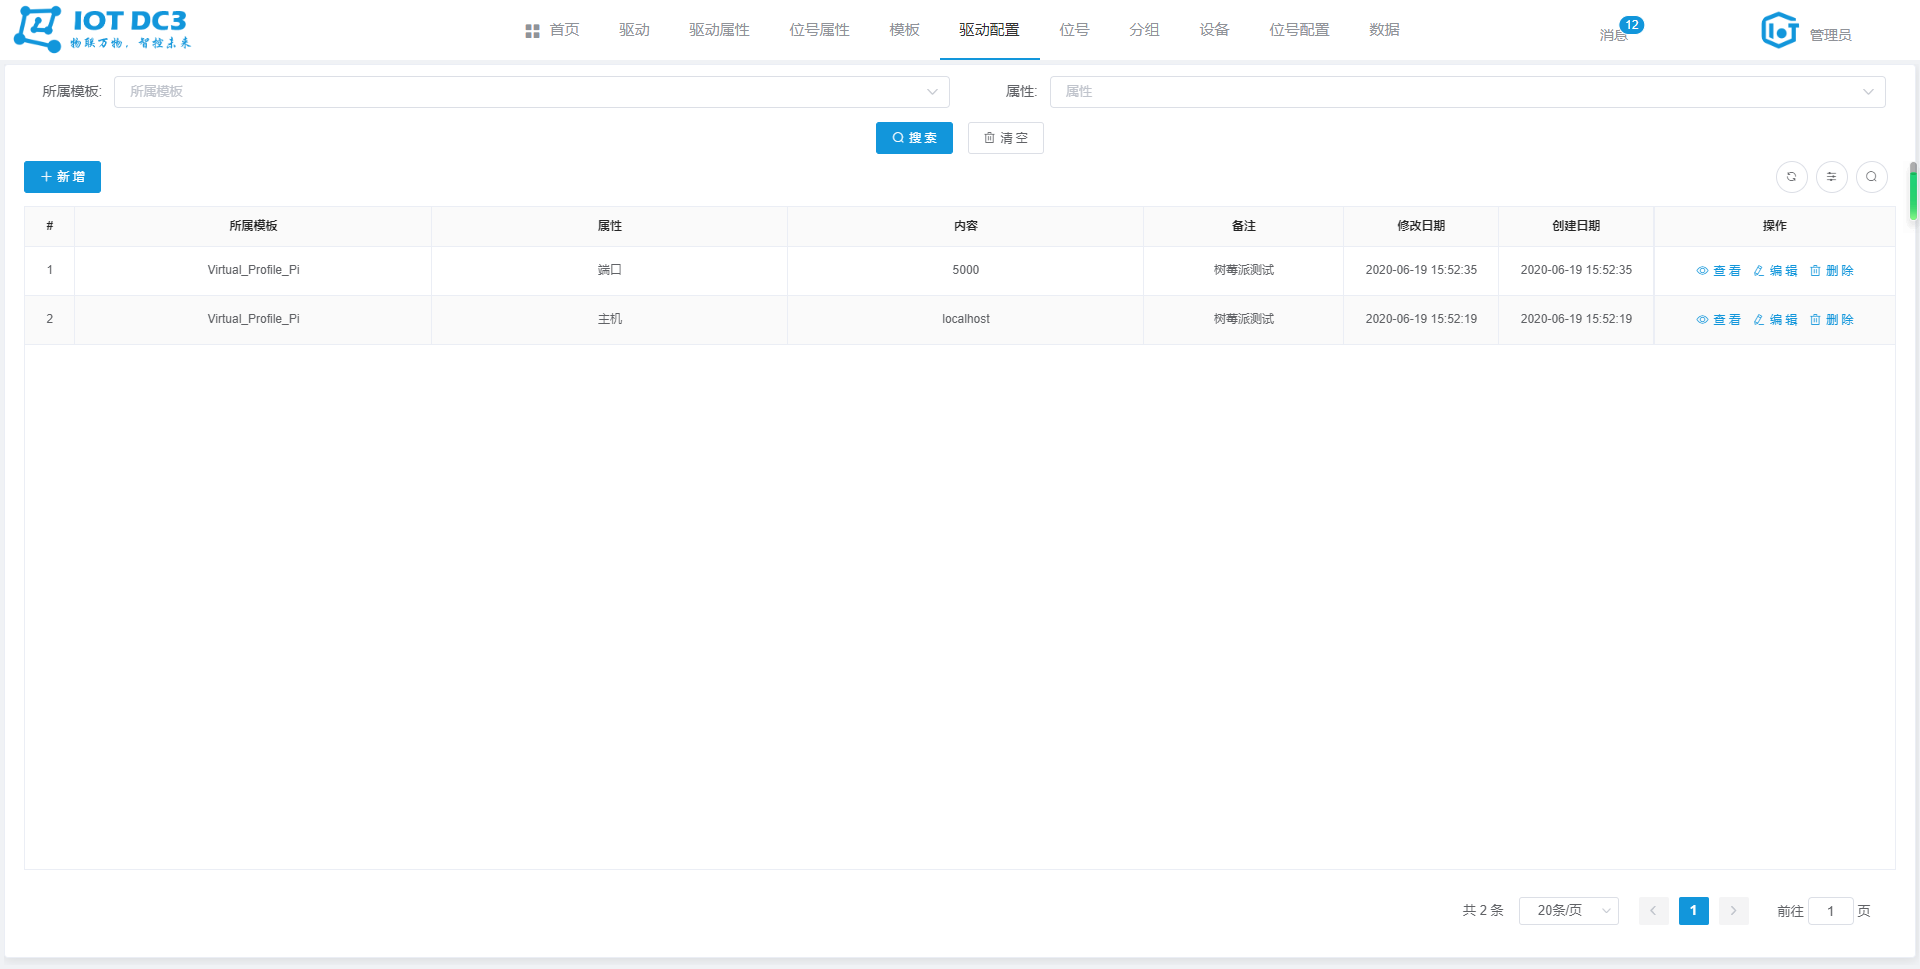 IOT DC3
物联万物，智控未来
首页 驱动 驱动属性 位号属性 模板 驱动配置 位号 分组 设备 位号配置 数据
消息 12
IoT 管理员
所属模板: 所属模板 属性: 属性
搜索 清空
新增
# 所属模板 属性 内容 备注 修改日期 创建日期 操作
1 Virtual_Profile_Pi 端口 5000 树莓派测试 2020-06-19 15:52:35 2020-06-19 15:52:35 查看 编辑 删除
2 Virtual_Profile_Pi 主机 localhost 树莓派测试 2020-06-19 15:52:19 2020-06-19 15:52:19 查看 编辑 删除
共 2 条 20条/页 1 前往 1 页